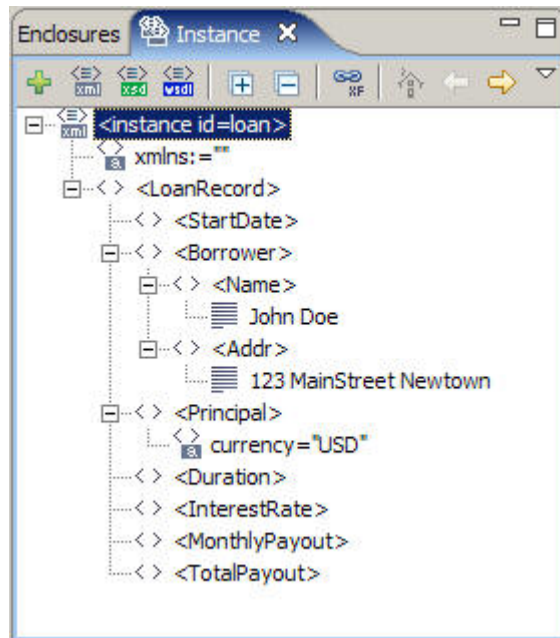 Enclosures Instance
xml xsd wsdl XF
xml <instance id=loan>
a xmlns:=""
<LoanRecord>
<StartDate>
<Borrower>
<Name>
John Doe
<Addr>
123 MainStreet Newtown
<Principal>
a currency="USD"
<Duration>
<InterestRate>
<MonthlyPayout>
<TotalPayout>